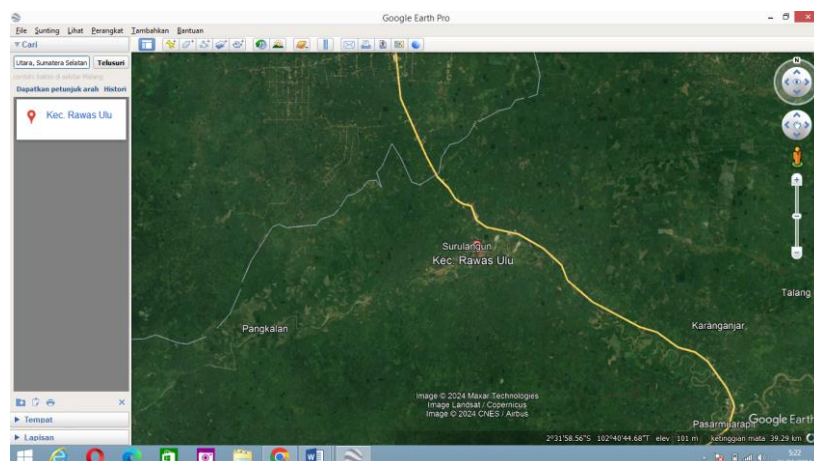 Google Earth Pro
File Sunting Lihat Perangkat Tambahkan Bantuan
Cari
Utara, Sumatera Selatan Telusuri
Dapatkan petunjuk arah Histori
Kec. Rawas Ulu
Surulangun
Kec. Rawas Ulu
Talang
Pangkalan
Karanganjar
Image © 2024 Maxar Technologies
Image Landsat / Copernicus
Image © 2024 CNES / Airbus
Google Earth
2°31'58.56"S 102°40'44.68"T elev 101 m ketinggian mata 39.29 km
Tempat
Lapisan
5:22